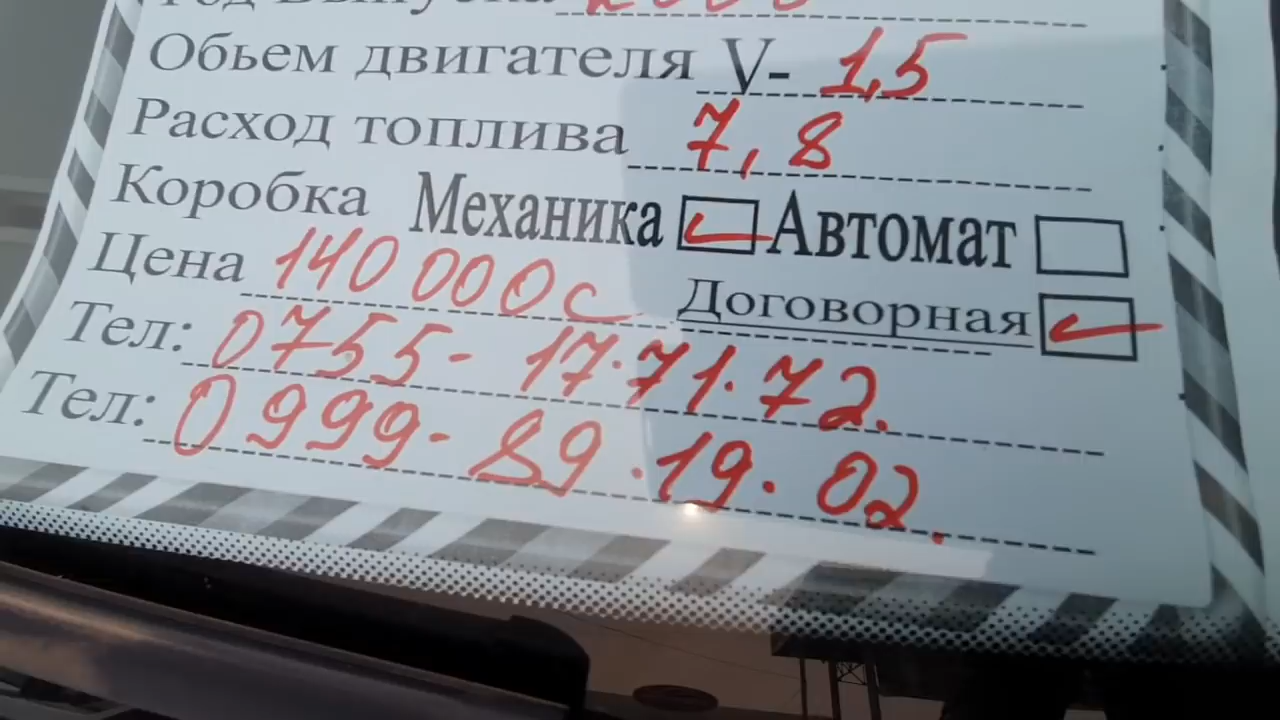 Обьем двигателя V- 1,5
Расход топлива 7, 8
Коробка Механика Автомат
Цена 140 000 с Договорная
Тел: 0755- 17.71.72.
Тел: 0999- 89.19.02.